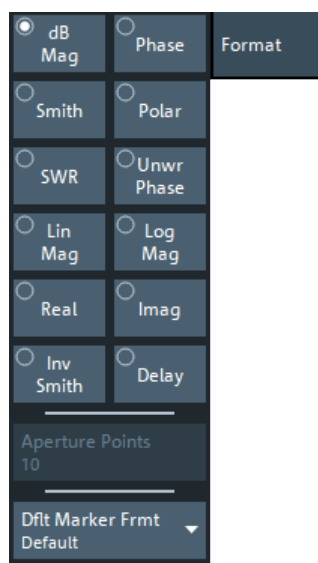 dB
Mag
Phase
Format
Smith
Polar
SWR
Unwr
Phase
Lin
Mag
Log
Mag
Real
Imag
Inv
Smith
Delay
Aperture Points
10
Dflt Marker Frmt
Default